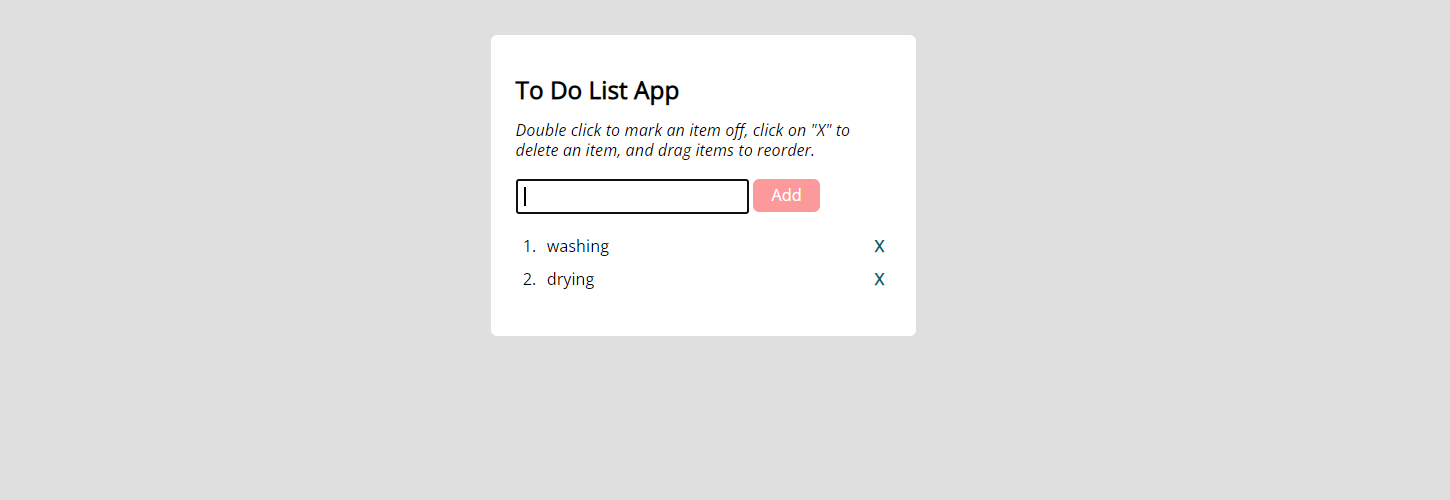 To Do List App
Double click to mark an item off, click on "X" to
delete an item, and drag items to reorder.
Add
1. washing X
2. drying X